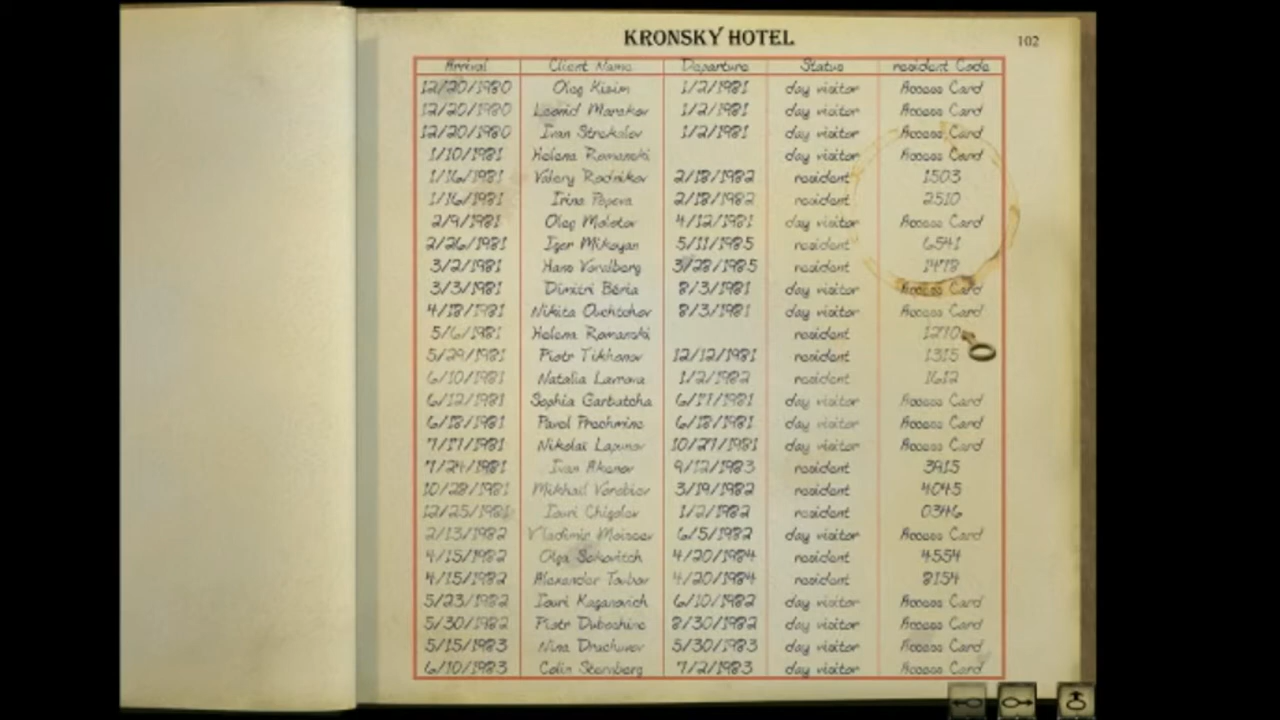 KRONSKY HOTEL
102
Arrival Client Name Departure Status resident Code
12/20/1980 Oleg Kisim 1/2/1981 day visitor Access Card
12/20/1980 Leonid Marakov 1/2/1981 day visitor Access Card
12/20/1980 Ivan Strokalov 1/2/1981 day visitor Access Card
1/10/1981 Helena Romanski day visitor Access Card
1/16/1981 Valery Rodnikov 2/18/1982 resident 1503
1/16/1981 Irina Popova 2/18/1982 resident 2510
2/9/1981 Oleg Molotov 4/12/1981 day visitor Access Card
2/26/1981 Igor Mikoyan 5/11/1985 resident 6541
3/2/1981 Hans 3/28/1985 resident 1478
3/3/1981 Dimitri Beria 8/3/1981 day visitor Access Card
4/18/1981 Nikita 8/3/1981 day visitor Access Card
5/6/1981 Helena Romanski resident 1270
5/29/1981 Piotr Tikhonov 12/12/1981 resident 1315
6/10/1981 Natalia 1/2/1982 resident 1612
6/12/1981 Sophia Garbatcha 6/17/1981 day visitor Access Card
6/18/1981 Pavel 6/18/1981 day visitor Access Card
7/17/1981 Nikolai Lapunov 10/27/1981 day visitor Access Card
7/24/1981 Ivan Akanov 9/12/1983 resident 3915
10/28/1981 Mikhail Vorobiev 3/19/1982 resident 4045
12/25/1981 Iouri Chigolev 1/2/1982 resident 0346
2/13/1982 Vladimir 6/5/1982 day visitor Access Card
4/15/1982 Olga Sakovitch 4/20/1984 resident 4554
4/15/1982 Alexander 4/20/1984 resident 8154
5/23/1982 Iouri Kaganovich 6/10/1982 day visitor Access Card
5/30/1982 Piotr Dubochine 8/30/1982 day visitor Access Card
5/15/1983 Nina 5/30/1983 day visitor Access Card
6/10/1983 Colin Sternberg 7/2/1983 day visitor Access Card